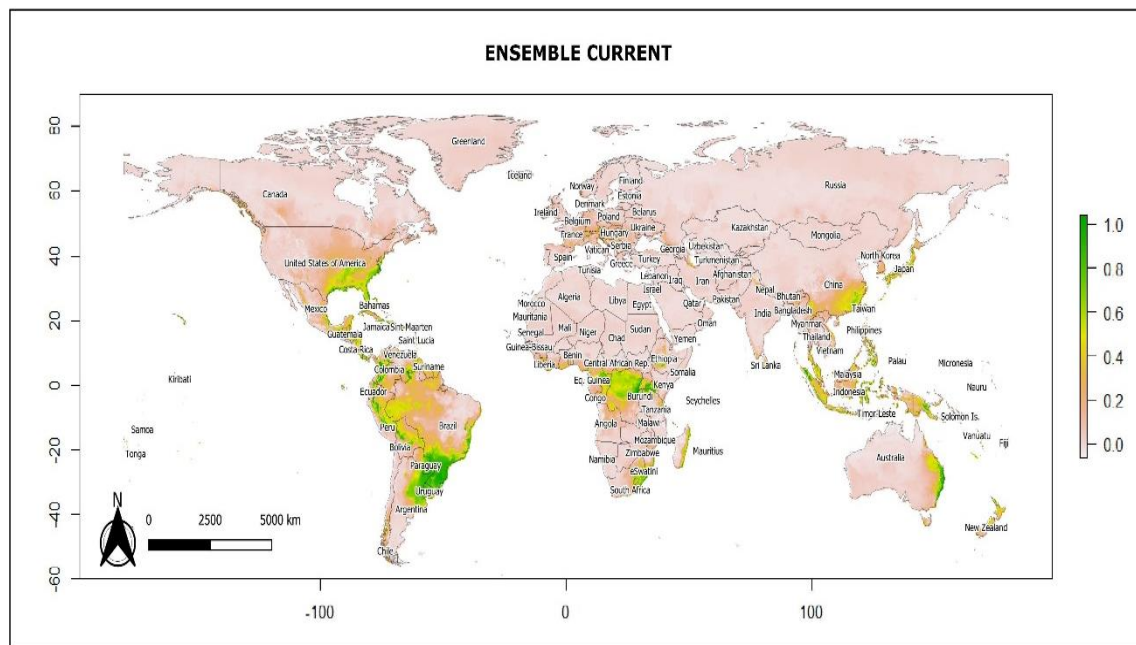 ENSEMBLE CURRENT
80
60
40
20
0
-20
-40
-60
-100
0
100
Greenland
Iceland
Canada
United States of America
Mexico
Bahamas
Jamaica
Sint-Maarten
Saint Lucia
Guatemala
Costa-Rica
Venezuela
Colombia
Suriname
Ecuador
Peru
Brazil
Bolivia
Paraguay
Uruguay
Argentina
Chile
Kiribati
Samoa
Tonga
Norway
Finland
Estonia
Denmark
Ireland
Poland
Belarus
Belgium
Ukraine
France
Hungary
Serbia
Vatican
Spain
Greece
Turkey
Georgia
Tunisia
Lebanon
Israel
Iraq
Iran
Russia
Kazakhstan
Mongolia
Uzbekistan
Turkmenistan
Afghanistan
Pakistan
North Korea
Japan
China
Nepal
Bhutan
Bangladesh
Taiwan
India
Myanmar
Thailand
Vietnam
Philippines
Sri Lanka
Malaysia
Indonesia
Palau
Micronesia
Nauru
Timor-Leste
Solomon Is.
Vanuatu
Fiji
Australia
New Zealand
Morocco
Algeria
Libya
Egypt
Qatar
Oman
Yemen
Mauritania
Mali
Niger
Chad
Sudan
Senegal
Guinea-Bissau
Benin
Liberia
Central African Rep.
Ethiopia
Somalia
Eq. Guinea
Kenya
Congo
Burundi
Tanzania
Seychelles
Angola
Malawi
Mozambique
Zimbabwe
Mauritius
Namibia
eSwatini
South Africa
N
0
2500
5000 km
1.0
0.8
0.6
0.4
0.2
0.0